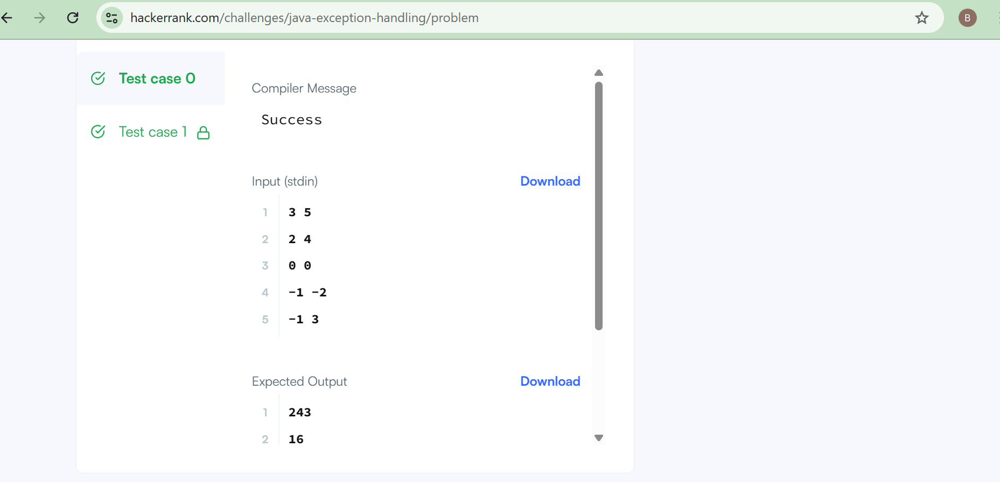 hackerrank.com/challenges/java-exception-handling/problem
B
Test case 0
Test case 1
Compiler Message
Success
Input (stdin)
Download
1 3 5
2 2 4
3 0 0
4 -1 -2
5 -1 3
Expected Output
Download
1 243
2 16